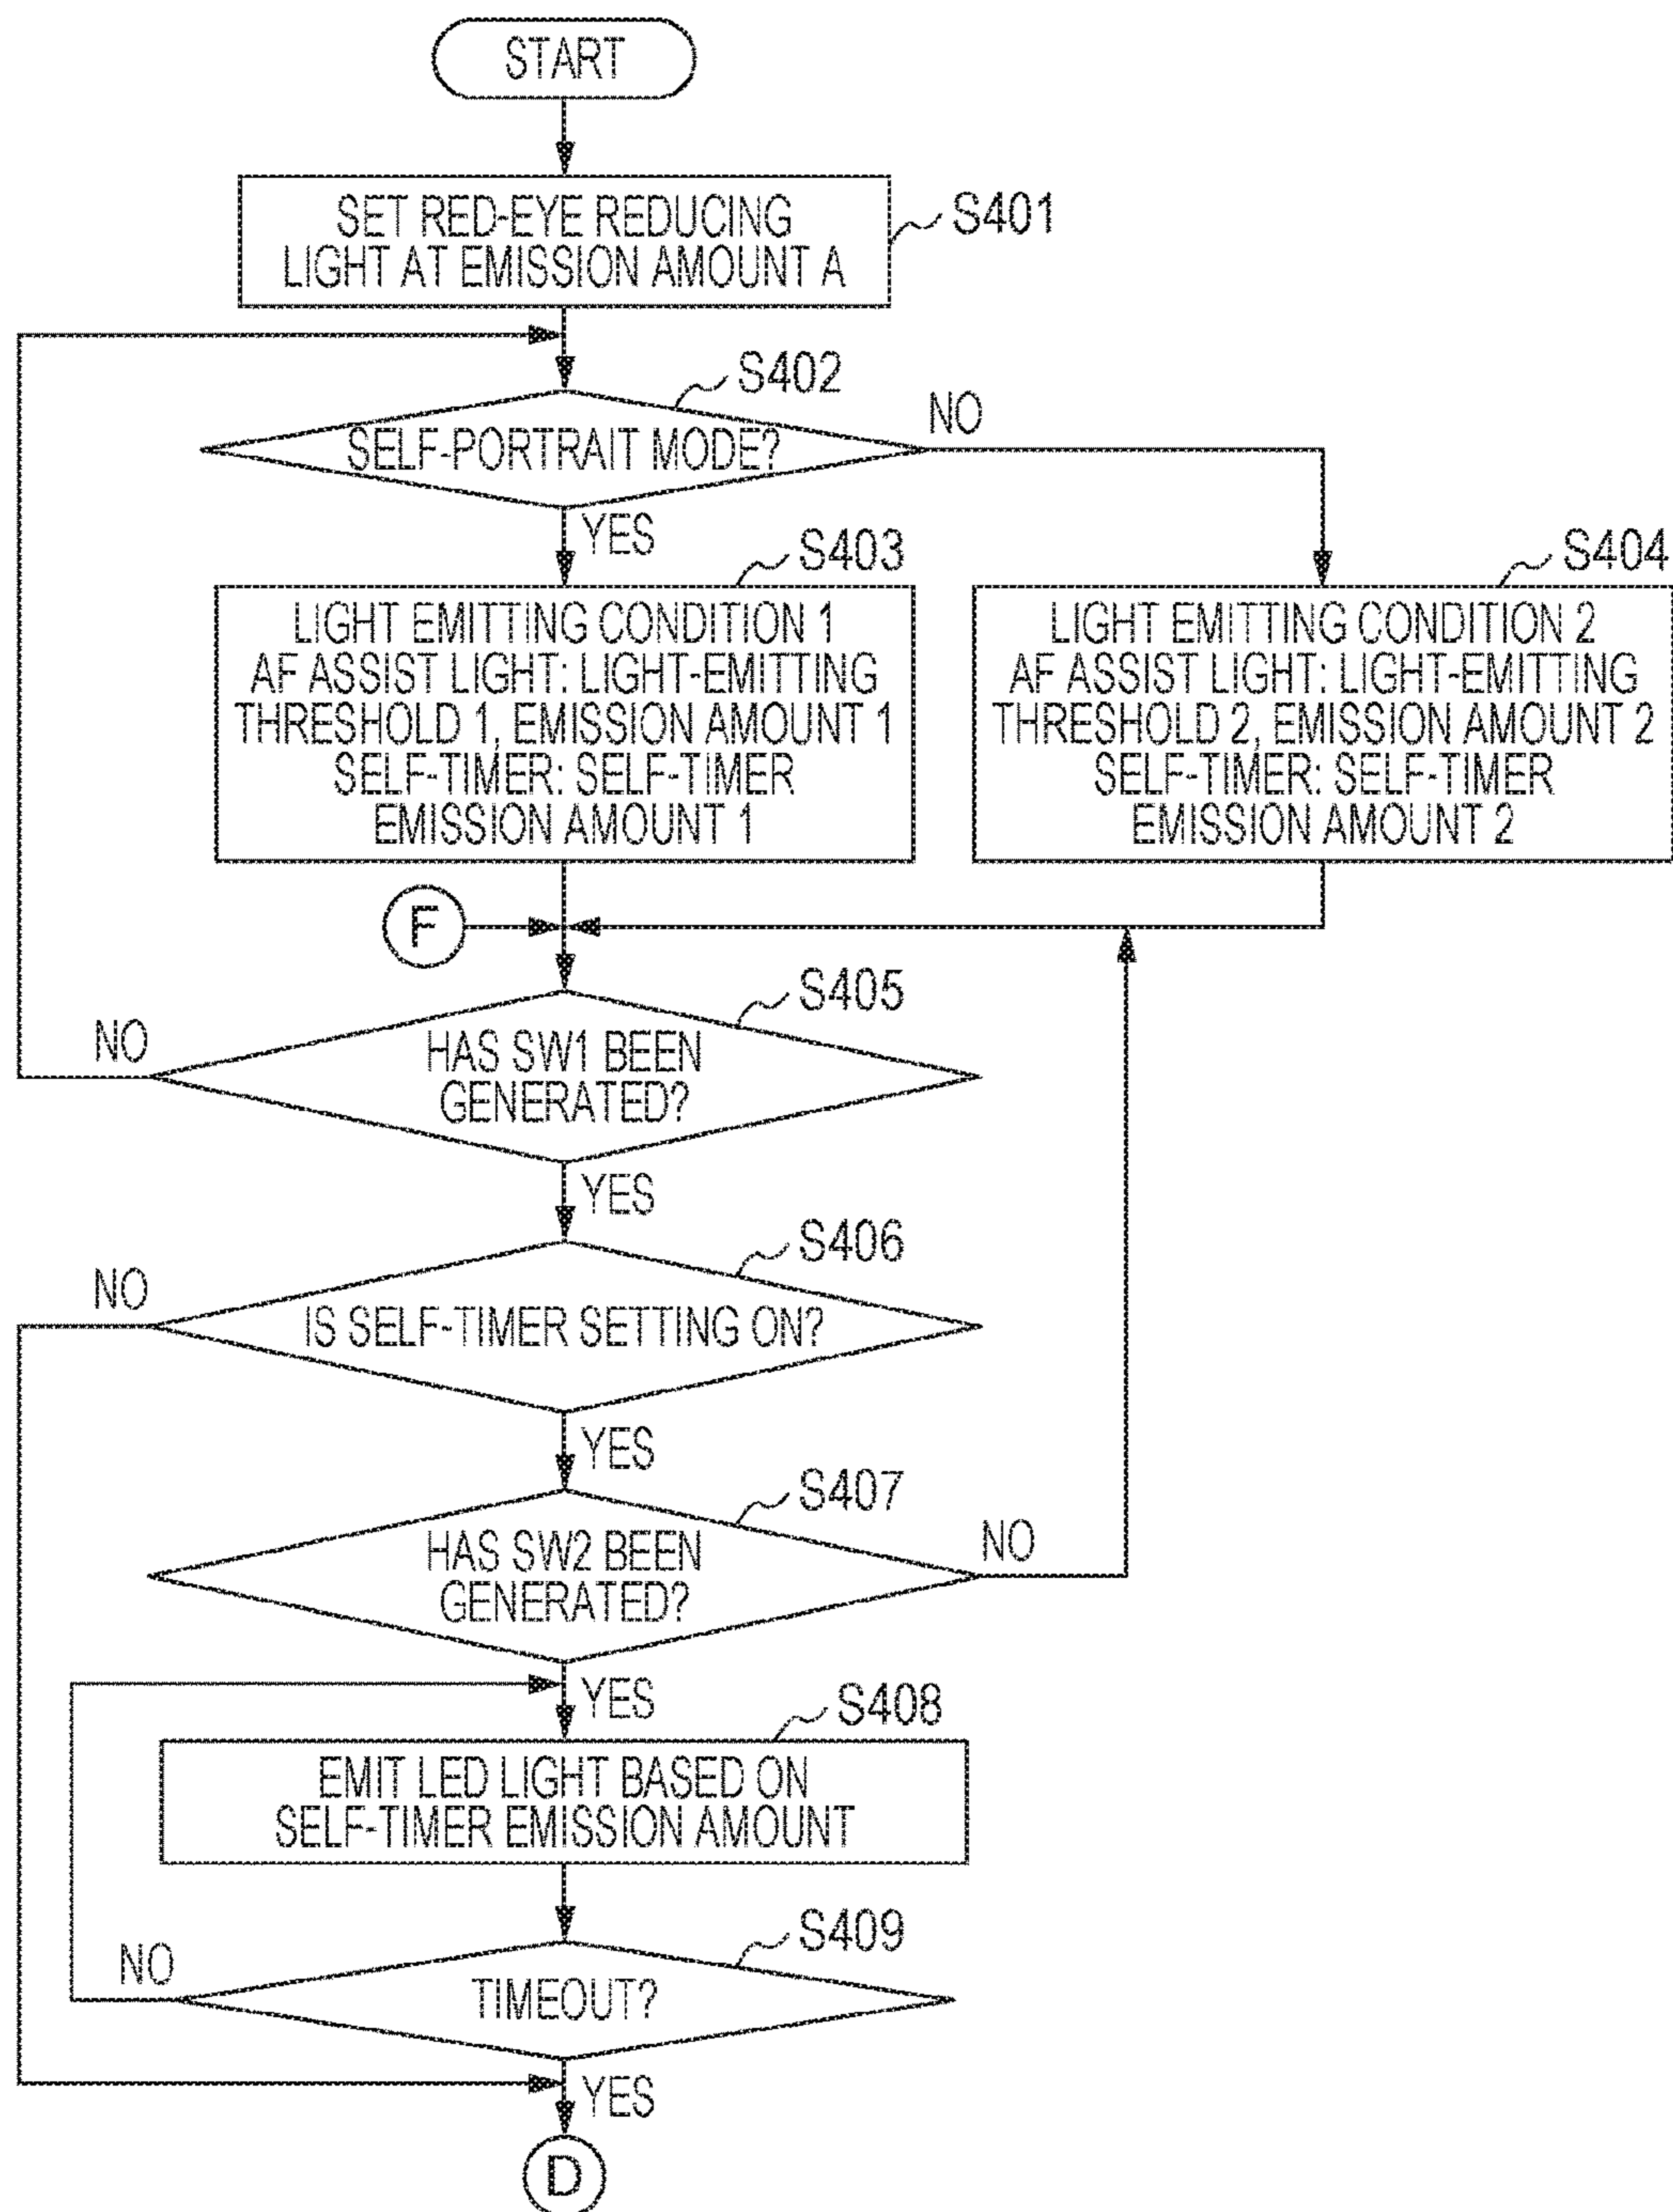 START
SET RED-EYE REDUCING
LIGHT AT EMISSION AMOUNT A
S401
S402
SELF-PORTRAIT MODE?
NO
YES
S403
LIGHT EMITTING CONDITION 1
AF ASSIST LIGHT: LIGHT-EMITTING
THRESHOLD 1, EMISSION AMOUNT 1
SELF-TIMER: SELF-TIMER
EMISSION AMOUNT 1
S404
LIGHT EMITTING CONDITION 2
AF ASSIST LIGHT: LIGHT-EMITTING
THRESHOLD 2, EMISSION AMOUNT 2
SELF-TIMER: SELF-TIMER
EMISSION AMOUNT 2
F
S405
NO
HAS SW1 BEEN
GENERATED?
YES
S406
NO
IS SELF-TIMER SETTING ON?
YES
S407
HAS SW2 BEEN
GENERATED?
NO
YES
S408
EMIT LED LIGHT BASED ON
SELF-TIMER EMISSION AMOUNT
S409
NO
TIMEOUT?
YES
D